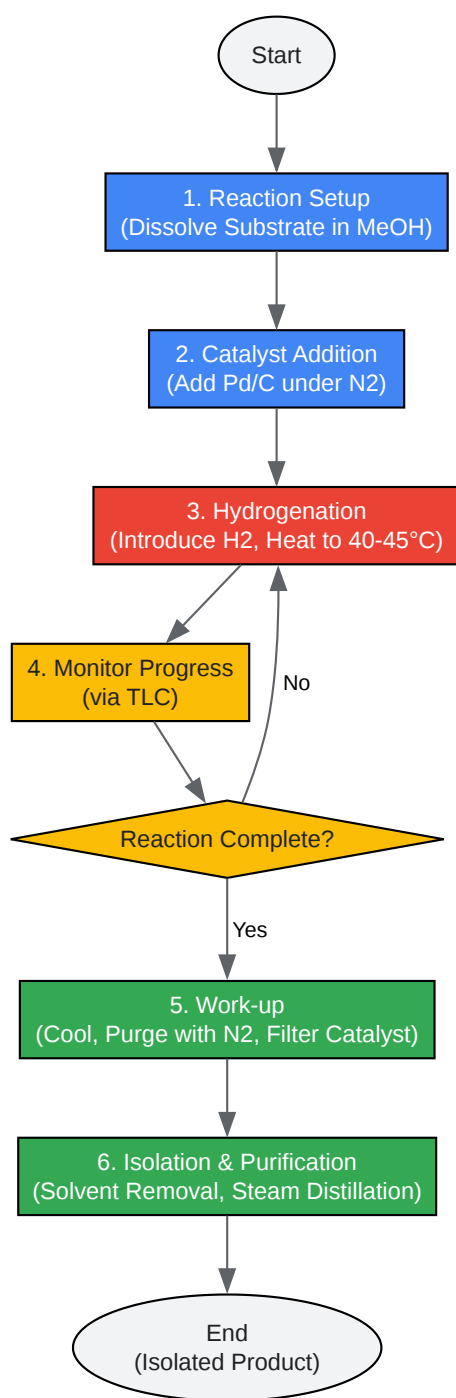 Start
1. Reaction Setup
(Dissolve Substrate in MeOH)
2. Catalyst Addition
(Add Pd/C under N2)
3. Hydrogenation
(Introduce H2, Heat to 40-45°C)
4. Monitor Progress
(via TLC)
No
Reaction Complete?
Yes
5. Work-up
(Cool, Purge with N2, Filter Catalyst)
6. Isolation & Purification
(Solvent Removal, Steam Distillation)
End
(Isolated Product)